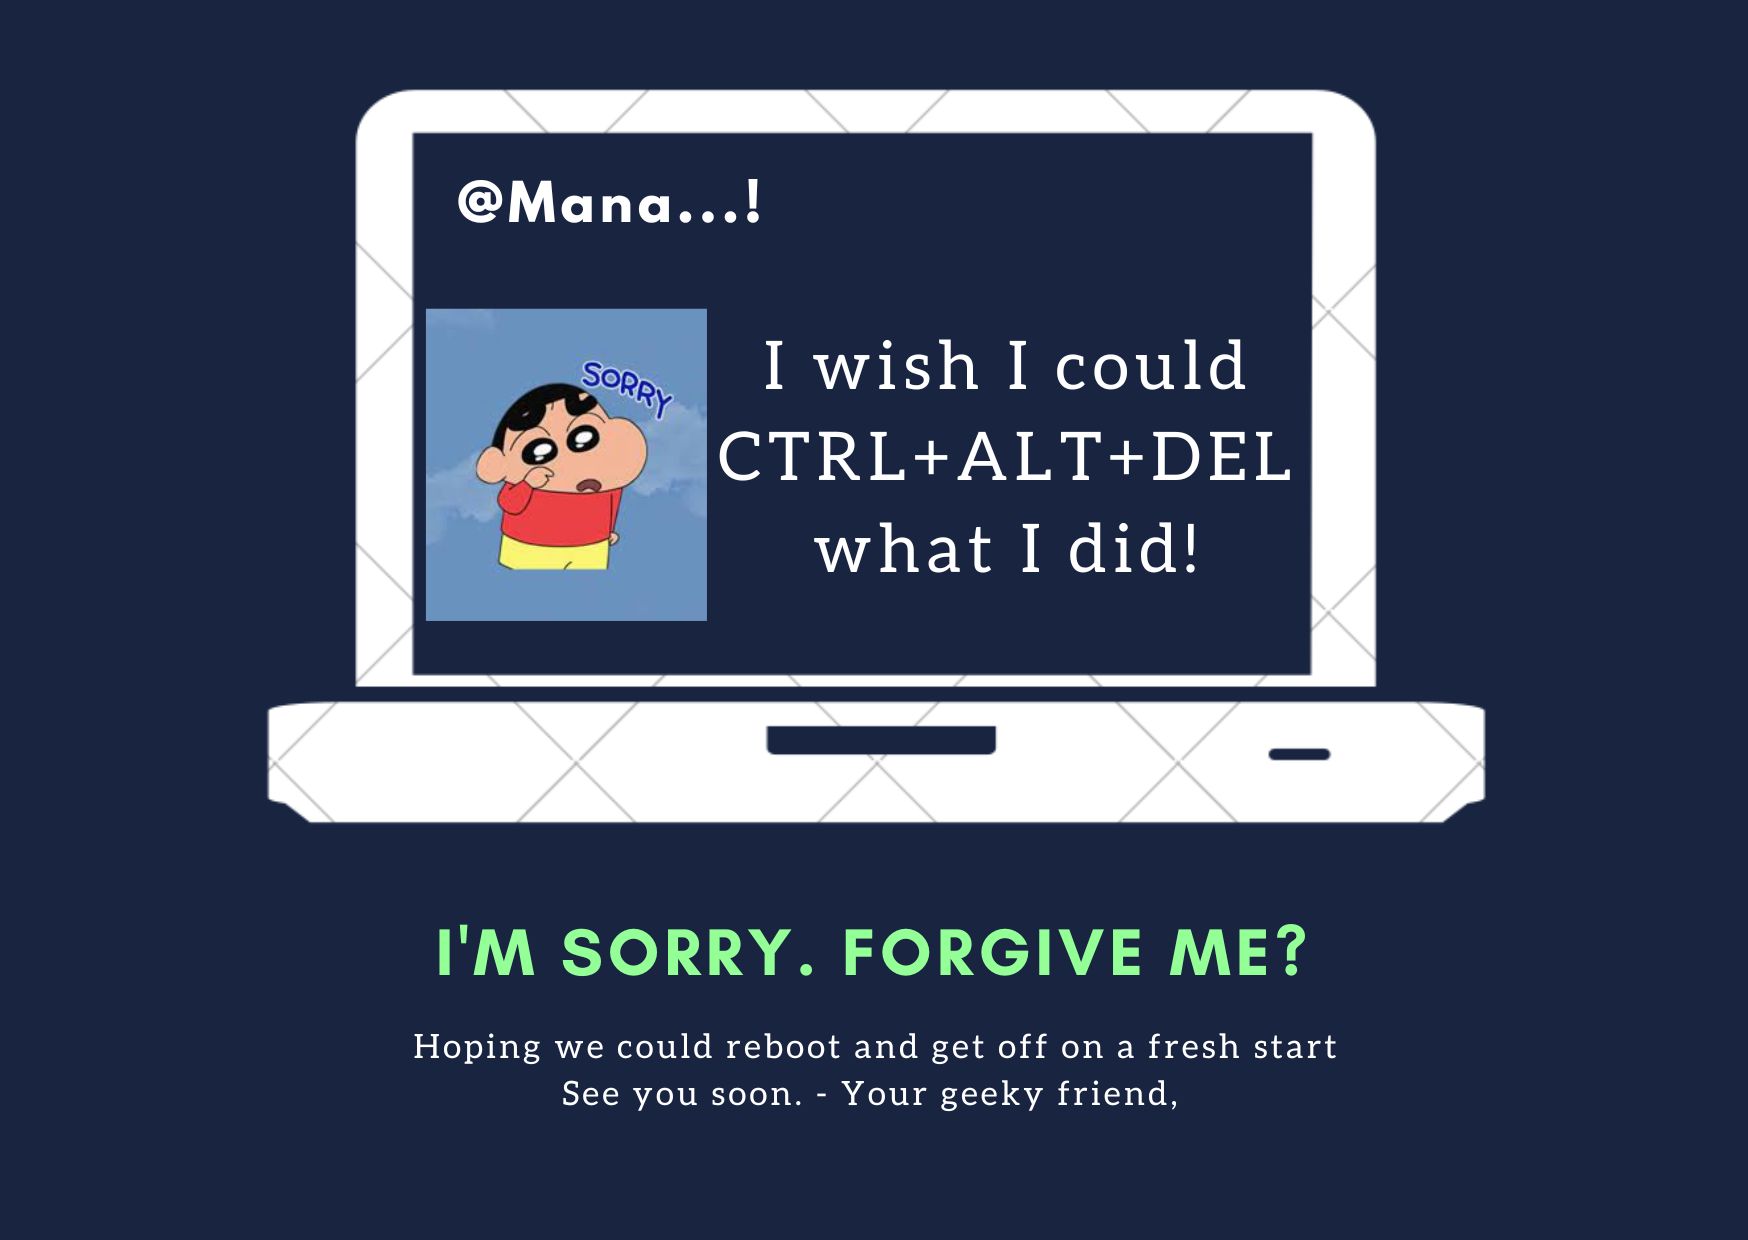 @Mana...!
SORRY
I wish I could
CTRL+ALT+DEL
what I did!
I'M SORRY. FORGIVE ME?
Hoping we could reboot and get off on a fresh start
See you soon. - Your geeky friend,